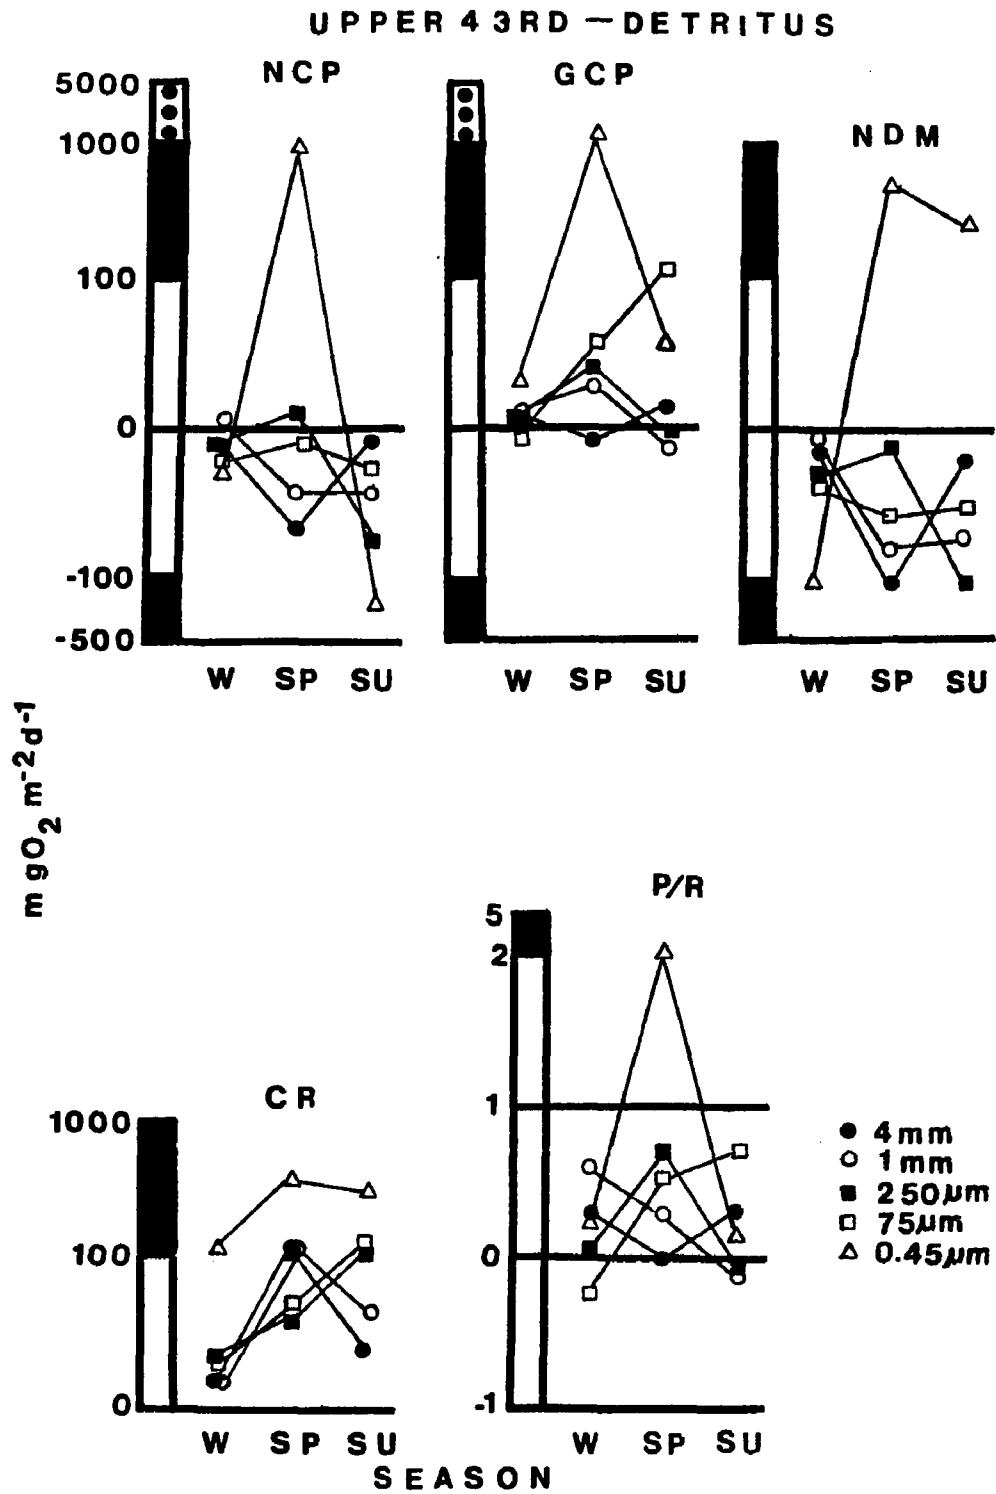 UPPER 43RD—DETRITUS
NCP
GCP
NDM
5000
1000
100
0
-100
-500
W SP SU
W SP SU
W SP SU
mgO2 m-2d-1
P/R
5
2
1
0
-1
CR
1000
100
0
4mm
1mm
250µm
75µm
0.45µm
W SP SU
W SP SU
SEASON